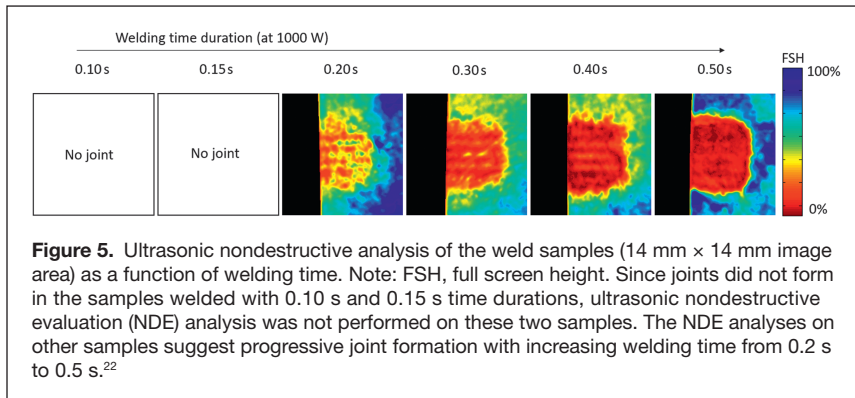 Welding time duration (at 1000 W)
0.10 s 0.15 s 0.20 s 0.30 s 0.40 s 0.50 s
FSH
100%
No joint No joint
0%
Figure 5. Ultrasonic nondestructive analysis of the weld samples (14 mm × 14 mm image
area) as a function of welding time. Note: FSH, full screen height. Since joints did not form
in the samples welded with 0.10 s and 0.15 s time durations, ultrasonic nondestructive
evaluation (NDE) analysis was not performed on these two samples. The NDE analyses on
other samples suggest progressive joint formation with increasing welding time from 0.2 s
to 0.5 s.²²